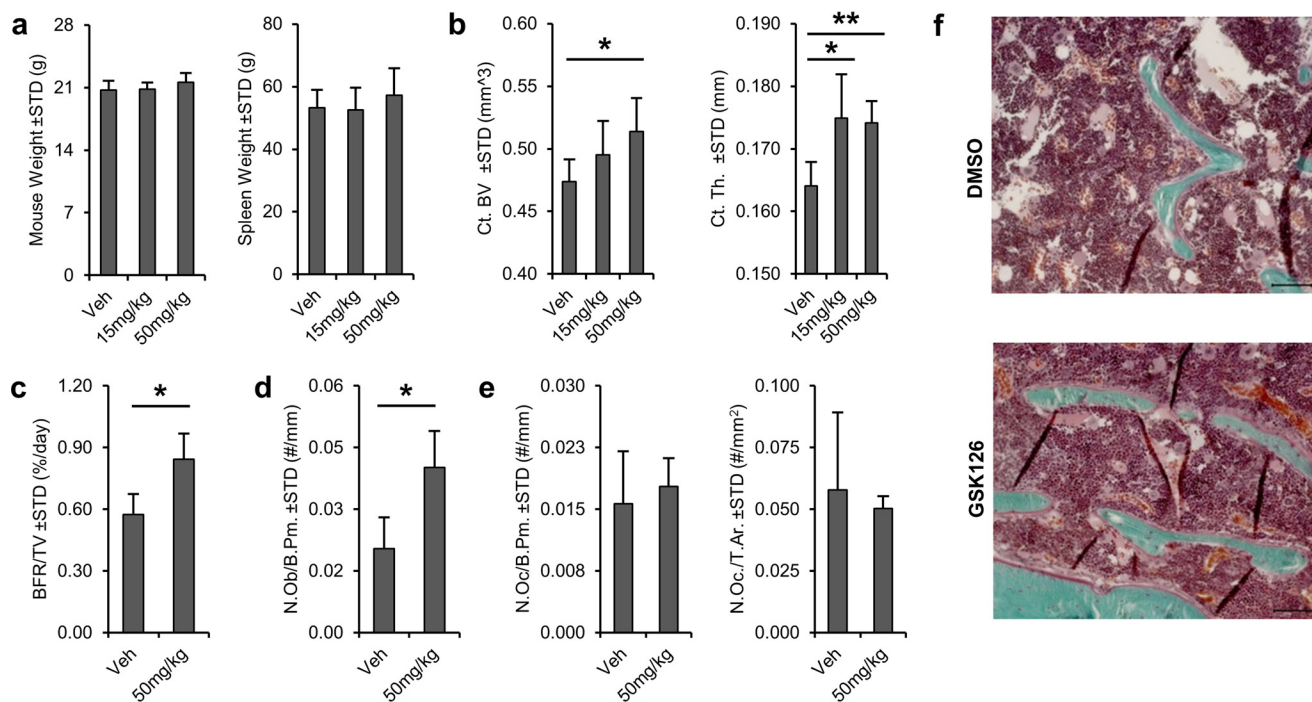 a
Mouse Weight ±STD (g)
28
21
14
7
0
Veh
15mg/kg
50mg/kg
Spleen Weight ±STD (g)
80
60
40
20
0
Veh
15mg/kg
50mg/kg
b
Ct. BV ±STD (mm^3)
0.60
0.55
0.50
0.45
0.40
*
Veh
15mg/kg
50mg/kg
Ct. Th. ±STD (mm)
0.190
0.180
0.170
0.160
0.150
**
*
Veh
15mg/kg
50mg/kg
c
BFR/TV ±STD (%/day)
1.20
0.90
0.60
0.30
0.00
*
Veh
50mg/kg
d
N.Ob/B.Pm. ±STD (#/mm)
0.06
0.05
0.03
0.02
0.00
*
Veh
50mg/kg
e
N.Oc/B.Pm. ±STD (#/mm)
0.030
0.023
0.015
0.008
0.000
Veh
50mg/kg
N.Oc./T.Ar. ±STD (#/mm²)
0.100
0.075
0.050
0.025
0.000
Veh
50mg/kg
f
DMSO
GSK126